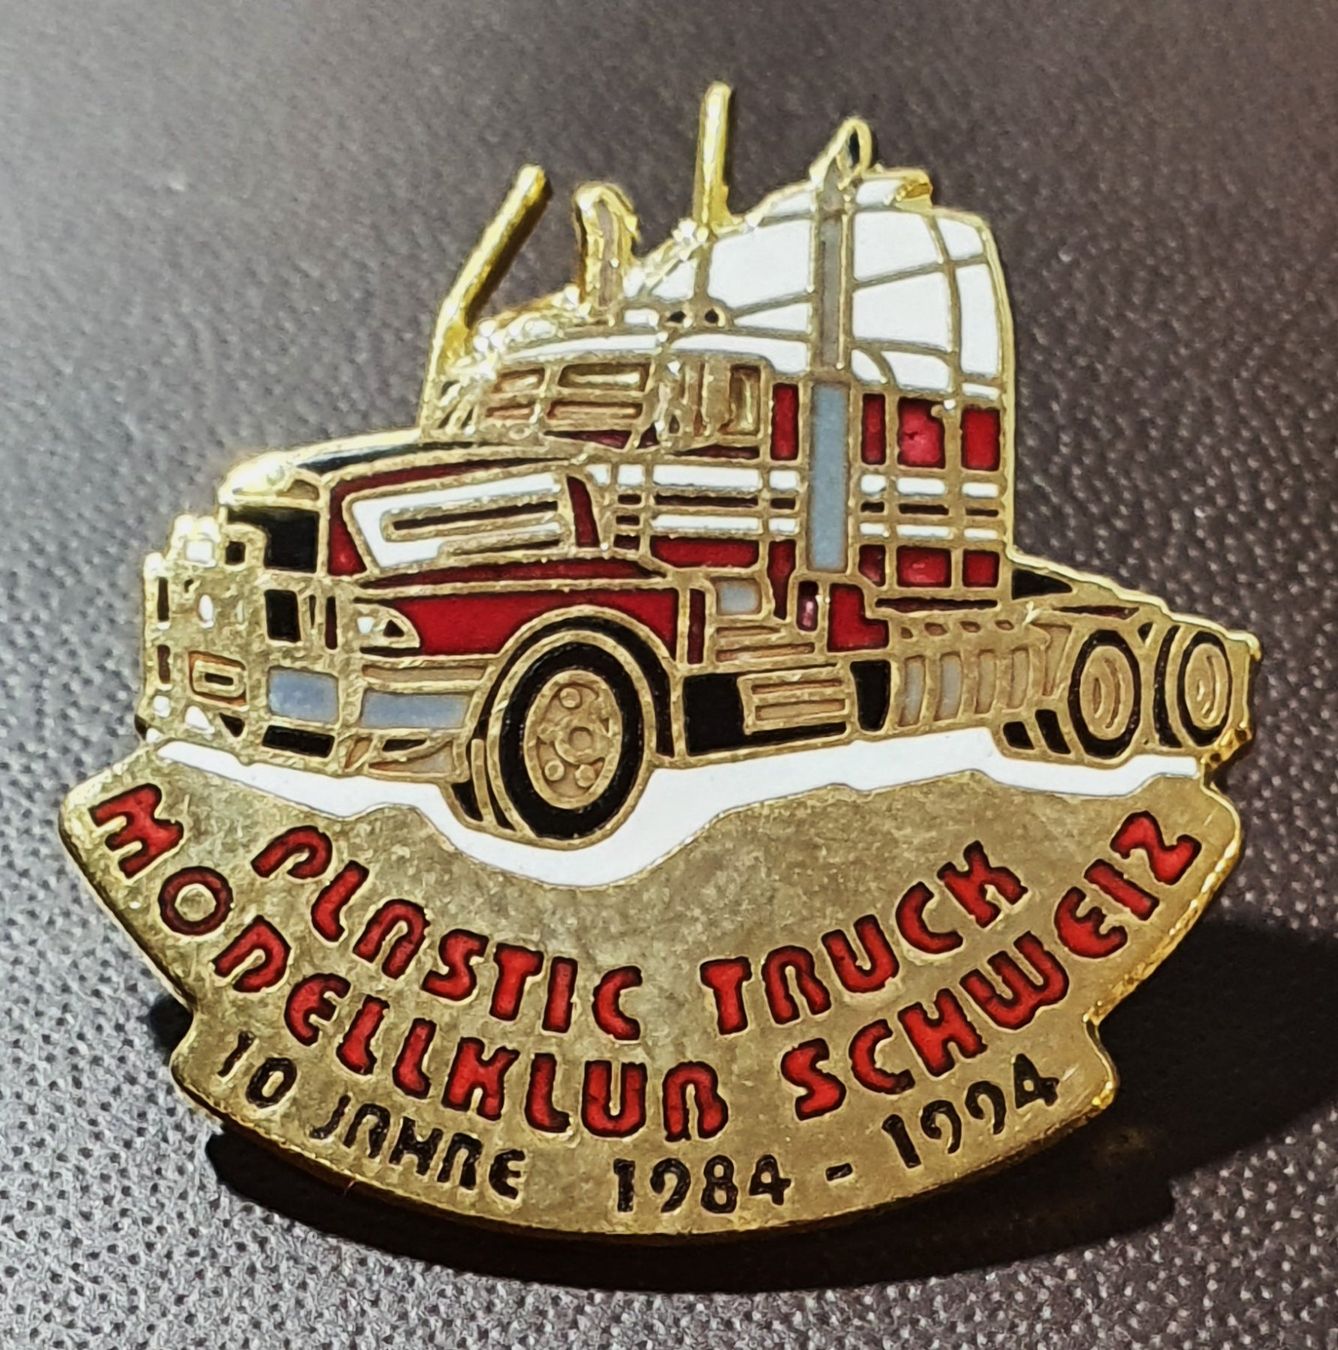 PLASTIC TRUCK
MODELLKLUB SCHWEIZ
10 JAHRE 1984 - 1994